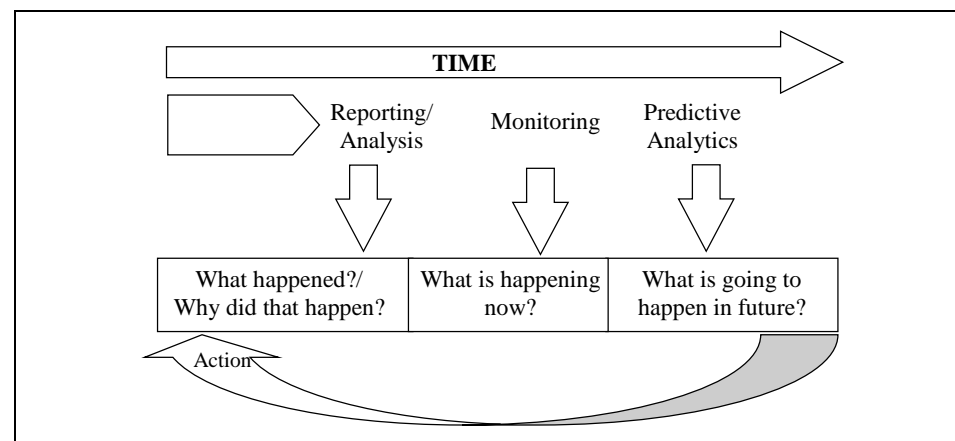 TIME
Reporting/
Analysis
Monitoring
Predictive
Analytics
What happened?/
Why did that happen?
What is happening
now?
What is going to
happen in future?
Action